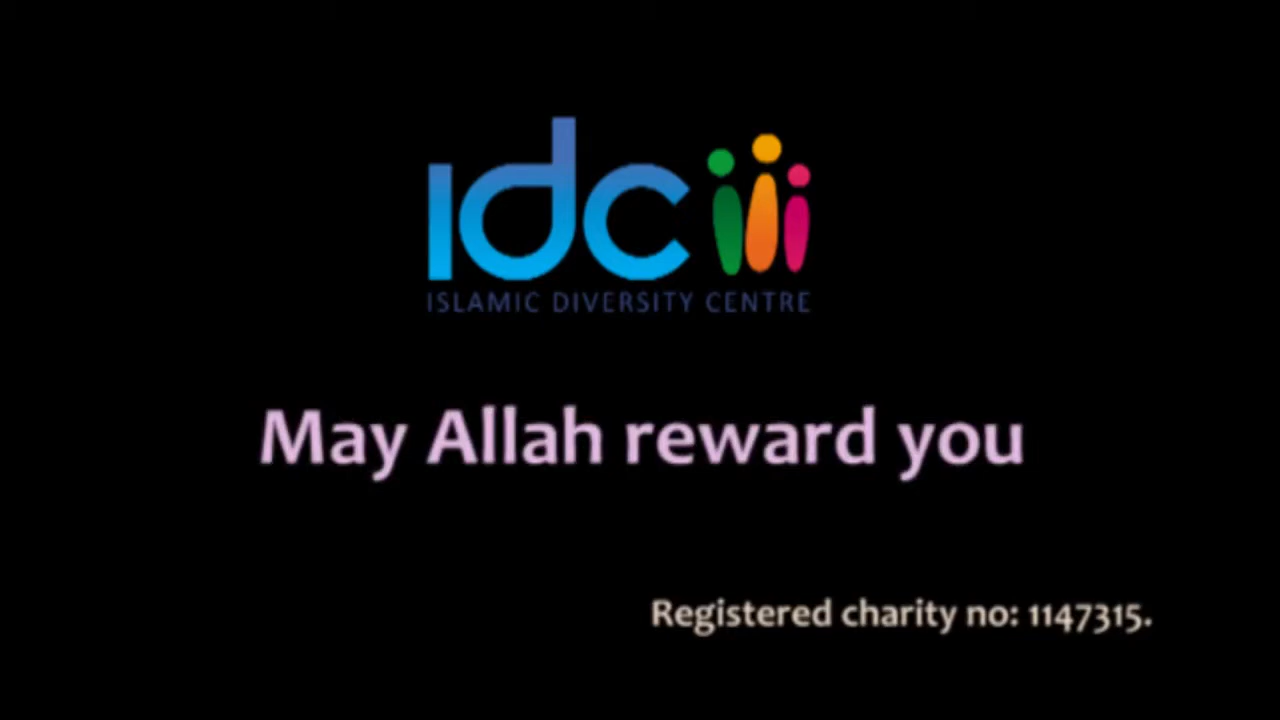 idc
ISLAMIC DIVERSITY CENTRE
May Allah reward you
Registered charity no: 1147315.